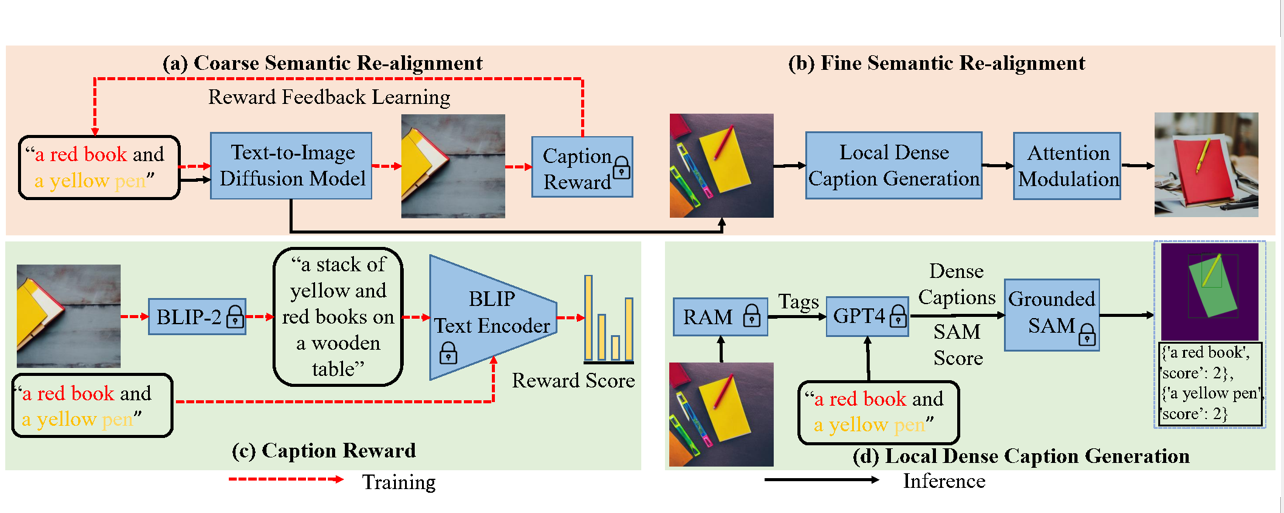 (a) Coarse Semantic Re-alignment
Reward Feedback Learning
“a red book and
a yellow pen”
Text-to-Image
Diffusion Model
Caption
Reward
(b) Fine Semantic Re-alignment
Local Dense
Caption Generation
Attention
Modulation
BLIP-2
“a stack of
yellow and
red books on
a wooden
table”
BLIP
Text Encoder
Reward Score
“a red book and
a yellow pen”
(c) Caption Reward
RAM
Tags
GPT4
Dense
Captions
SAM
Score
Grounded
SAM
{'a red book',
'score’: 2},
{'a yellow pen',
'score’: 2}
“a red book and
a yellow pen”
(d) Local Dense Caption Generation
Training
Inference